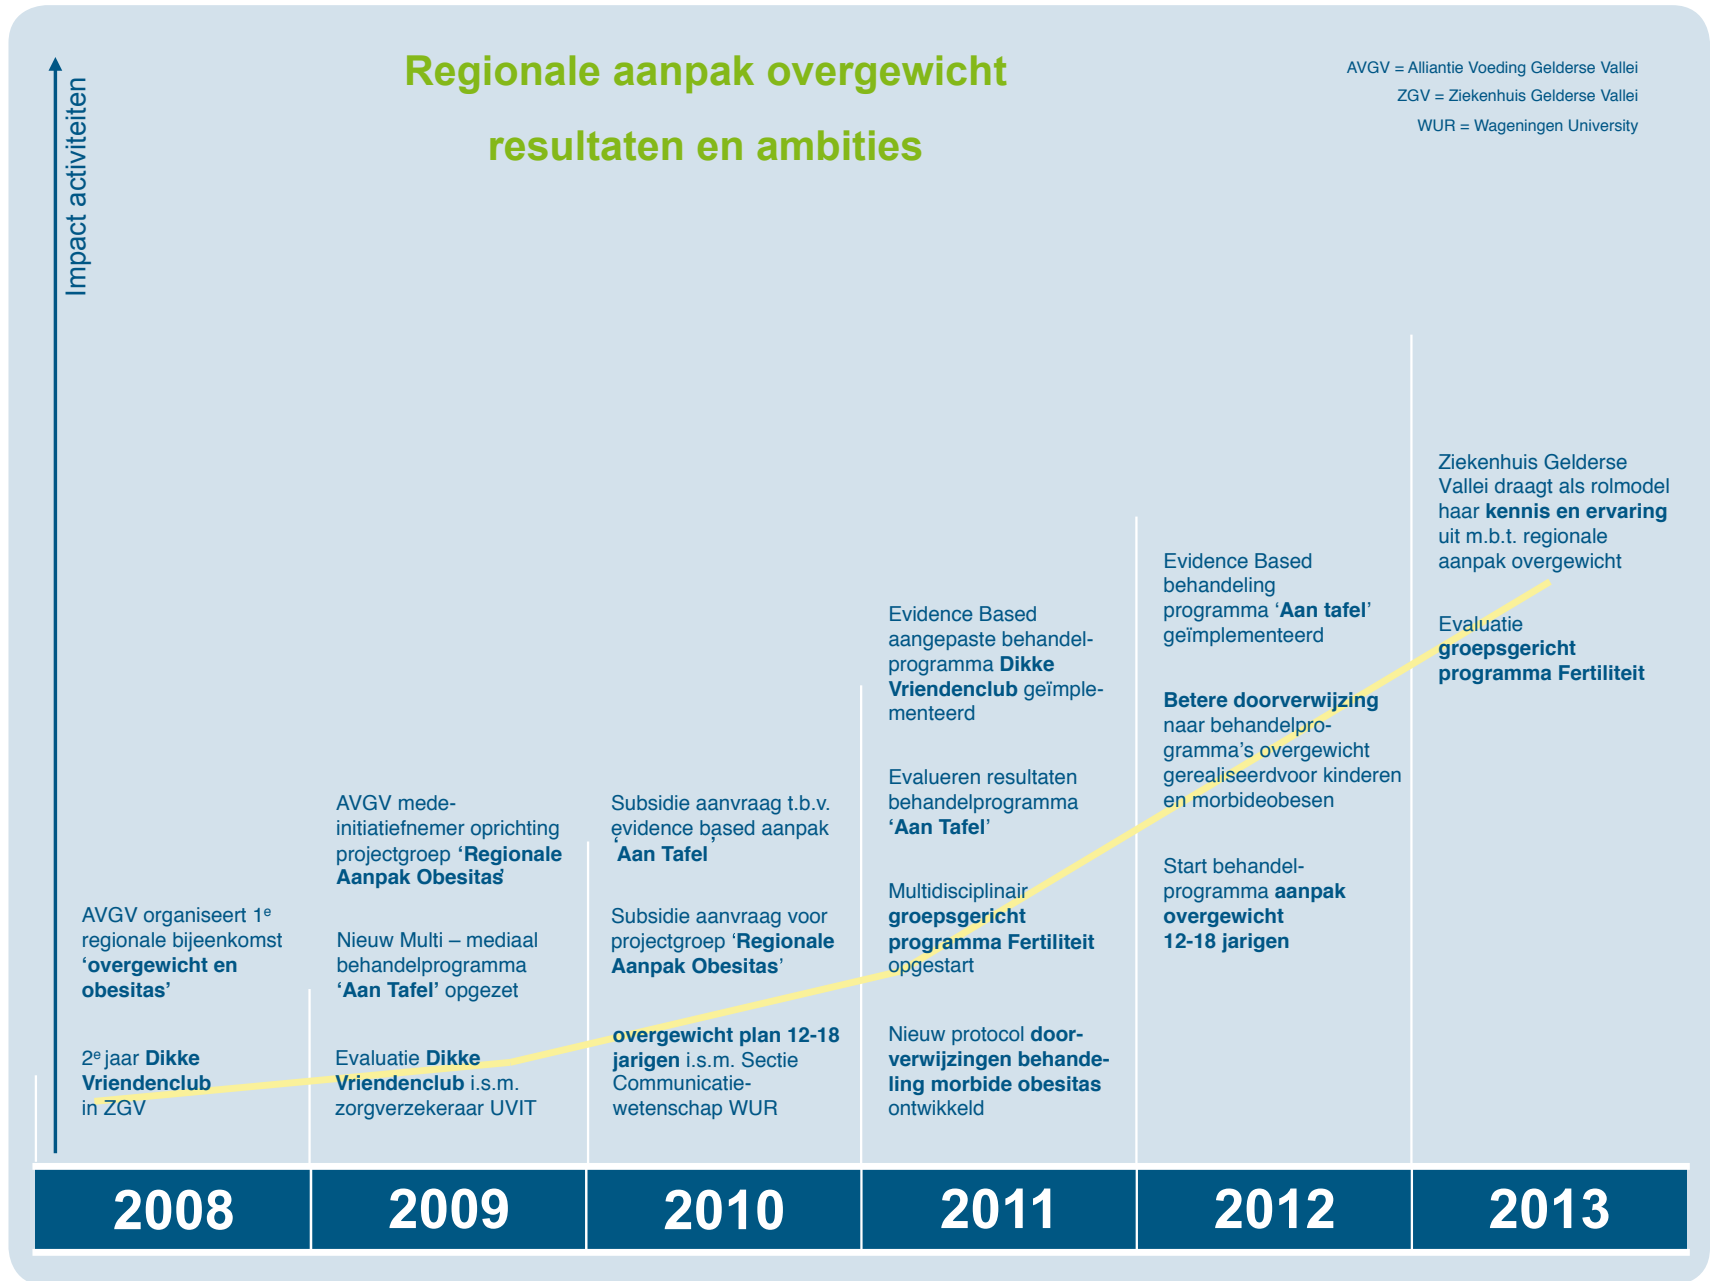 Regionale aanpak overgewicht
resultaten en ambities
AVGV = Alliantie Voeding Gelderse Vallei
ZGV = Ziekenhuis Gelderse Vallei
WUR = Wageningen University
Impact activiteiten
AVGV organiseert 1e
regionale bijeenkomst
‘overgewicht en
obesitas’
2e jaar Dikke
Vriendenclub
in ZGV
AVGV mede-
initiatiefnemer oprichting
projectgroep ‘Regionale
Aanpak Obesitas’
Nieuw Multi – mediaal
behandelprogramma
‘Aan Tafel’ opgezet
Evaluatie Dikke
Vriendenclub i.s.m.
zorgverzekeraar UVIT
Subsidie aanvraag t.b.v.
evidence based aanpak
‘Aan Tafel’
Subsidie aanvraag voor
projectgroep ‘Regionale
Aanpak Obesitas’
overgewicht plan 12-18
jarigen i.s.m. Sectie
Communicatie-
wetenschap WUR
Evidence Based
aangepaste behandel-
programma Dikke
Vriendenclub geïmple-
menteerd
Evalueren resultaten
behandelprogramma
‘Aan Tafel’
Multidisciplinair
groepsgericht
programma Fertiliteit
opgestart
Nieuw protocol door-
verwijzingen behande-
ling morbide obesitas
ontwikkeld
Evidence Based
behandeling
programma ‘Aan tafel’
geïmplementeerd
Betere doorverwijzing
naar behandelpro-
gramma’s overgewicht
gerealiseerdvoor kinderen
en morbideobesen
Start behandel-
programma aanpak
overgewicht
12-18 jarigen
Ziekenhuis Gelderse
Vallei draagt als rolmodel
haar kennis en ervaring
uit m.b.t. regionale
aanpak overgewicht
Evaluatie
groepsgericht
programma Fertiliteit
2008
2009
2010
2011
2012
2013